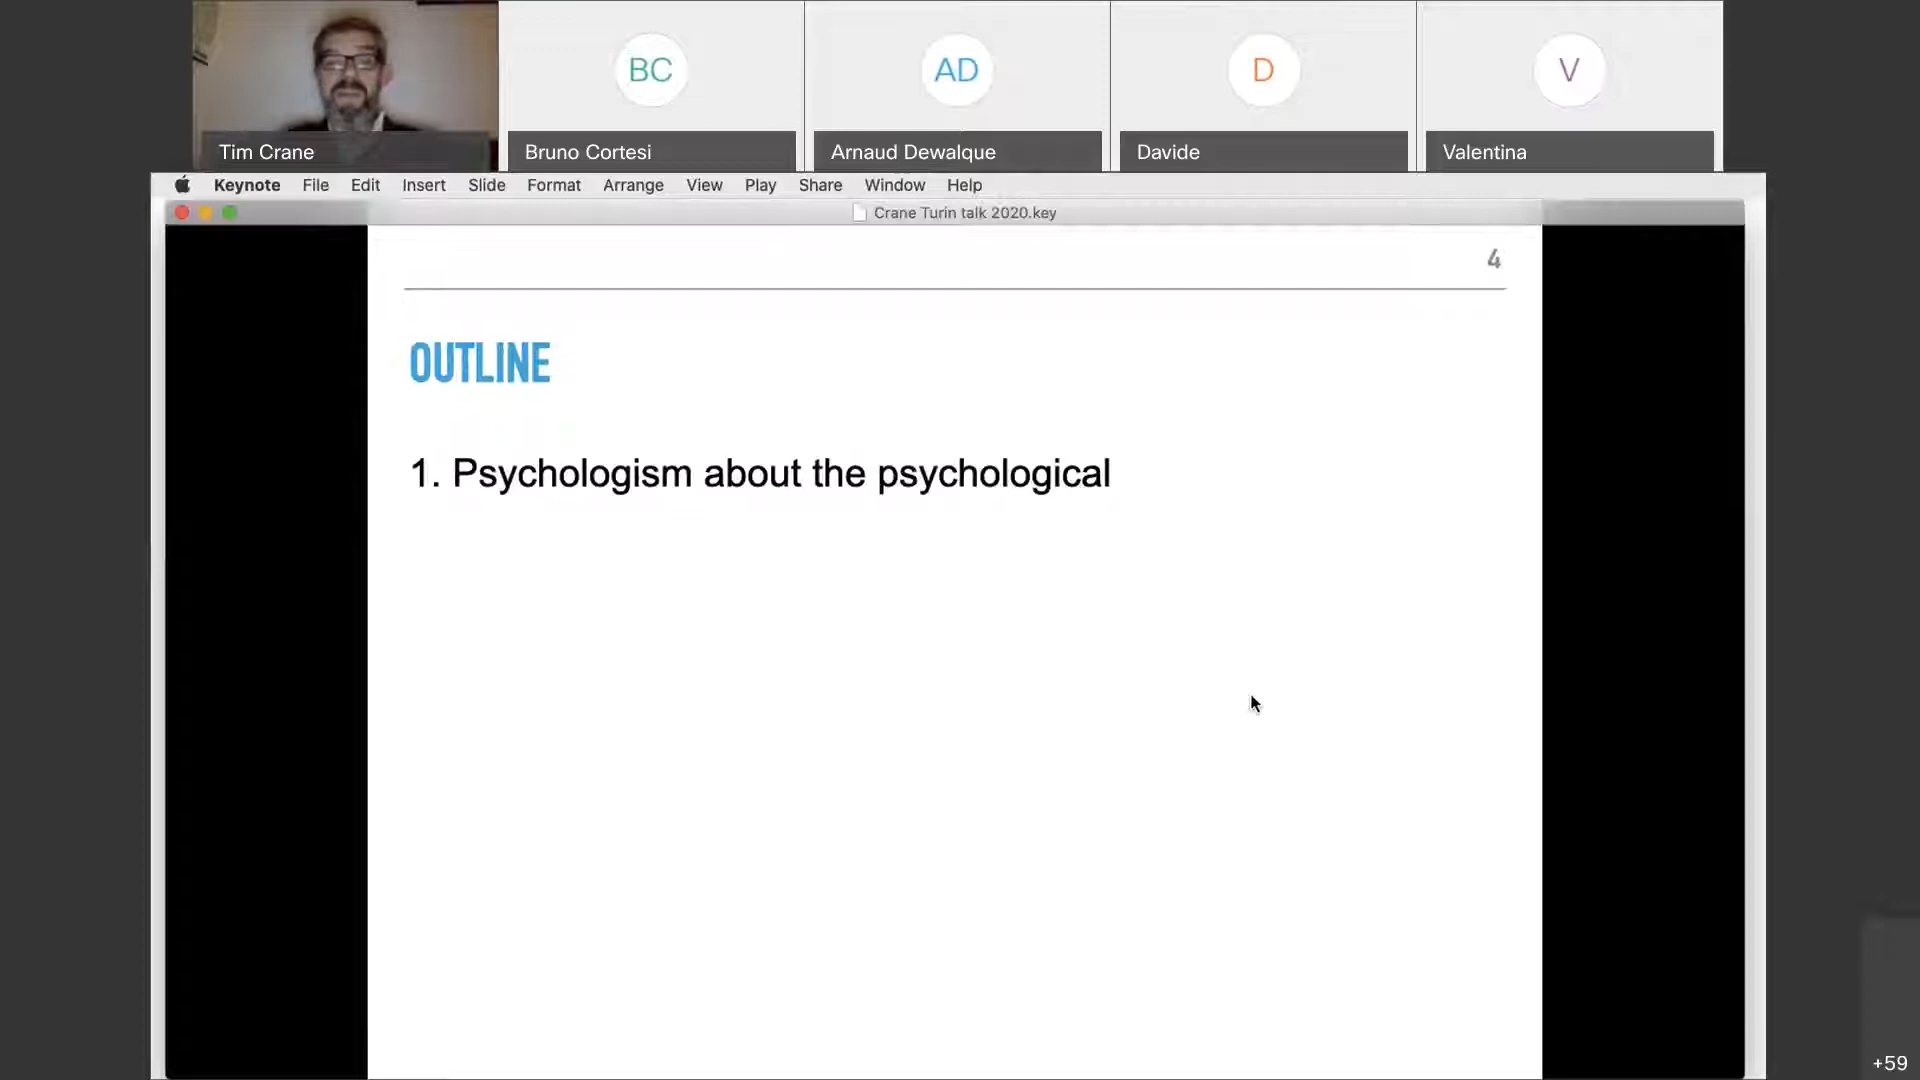 BC
AD
D
V
Tim Crane
Bruno Cortesi
Arnaud Dewalque
Davide
Valentina
Keynote File Edit Insert Slide Format Arrange View Play Share Window Help
Crane Turin talk 2020.key
4
OUTLINE
1. Psychologism about the psychological
+59